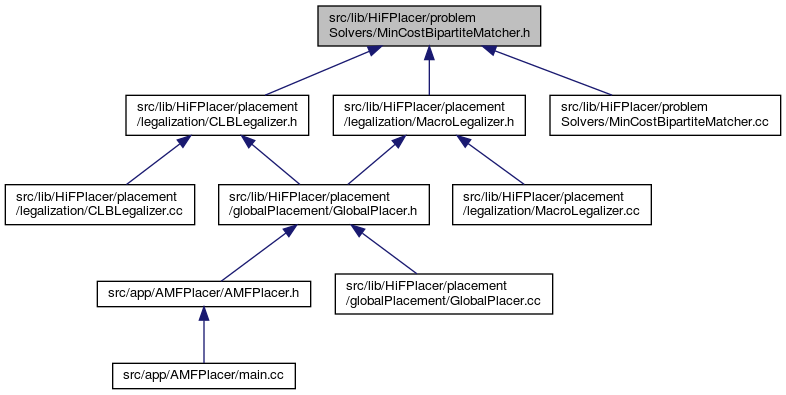 src/lib/HiFPlacer/problem
Solvers/MinCostBipartiteMatcher.h
src/lib/HiFPlacer/placement
/legalization/CLBLegalizer.h
src/lib/HiFPlacer/placement
/legalization/MacroLegalizer.h
src/lib/HiFPlacer/problem
Solvers/MinCostBipartiteMatcher.cc
src/lib/HiFPlacer/placement
/legalization/CLBLegalizer.cc
src/lib/HiFPlacer/placement
/globalPlacement/GlobalPlacer.h
src/lib/HiFPlacer/placement
/legalization/MacroLegalizer.cc
src/app/AMFPlacer/AMFPlacer.h
src/lib/HiFPlacer/placement
/globalPlacement/GlobalPlacer.cc
src/app/AMFPlacer/main.cc